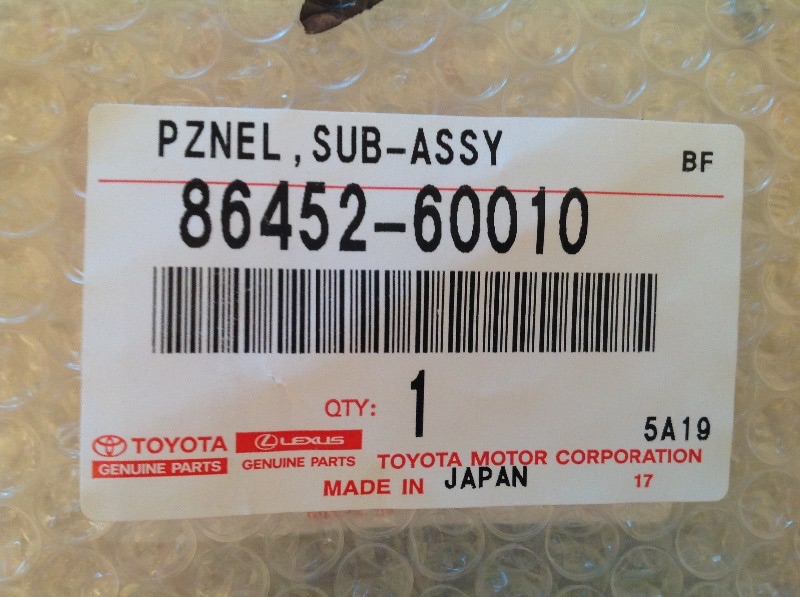 PZNEL,SUB-ASSY
BF
86452-60010
QTY: 1
5A19
TOYOTA
GENUINE PARTS
LEXUS
GENUINE PARTS
TOYOTA MOTOR CORPORATION
MADE IN JAPAN
17